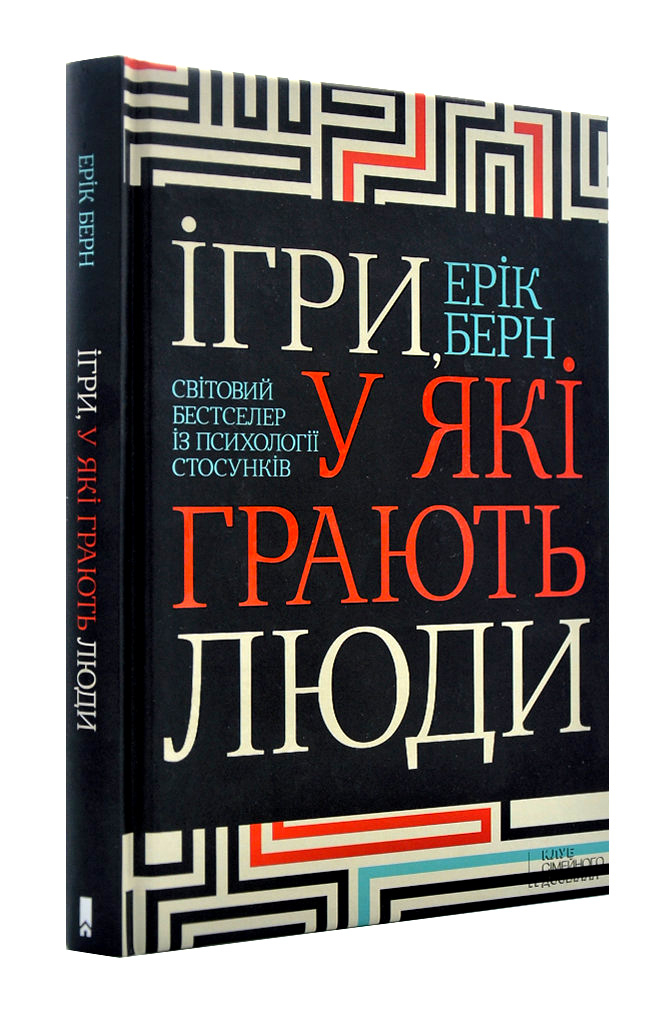 ЕРІК БЕРН
ІГРИ, У ЯКІ ГРАЮТЬ ЛЮДИ
ІГРИ,
ЕРІК
БЕРН
СВІТОВИЙ
БЕСТСЕЛЕР
ІЗ ПСИХОЛОГІЇ
СТОСУНКІВ
У ЯКІ
ГРАЮТЬ
ЛЮДИ
КЛУБ
СІМЕЙНОГО
ДОЗВІЛЛЯ